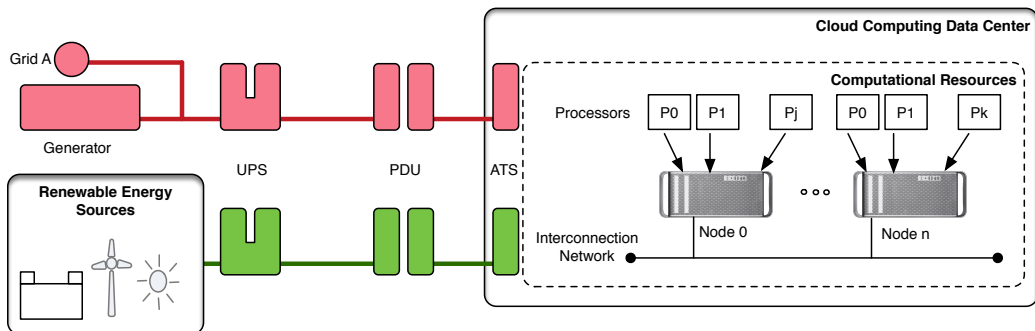 Cloud Computing Data Center
Grid A
Computational Resources
Processors
P0
P1
Pj
P0
P1
Pk
Generator
UPS
PDU
ATS
Renewable Energy
Sources
Node 0
Node n
Interconnection
Network